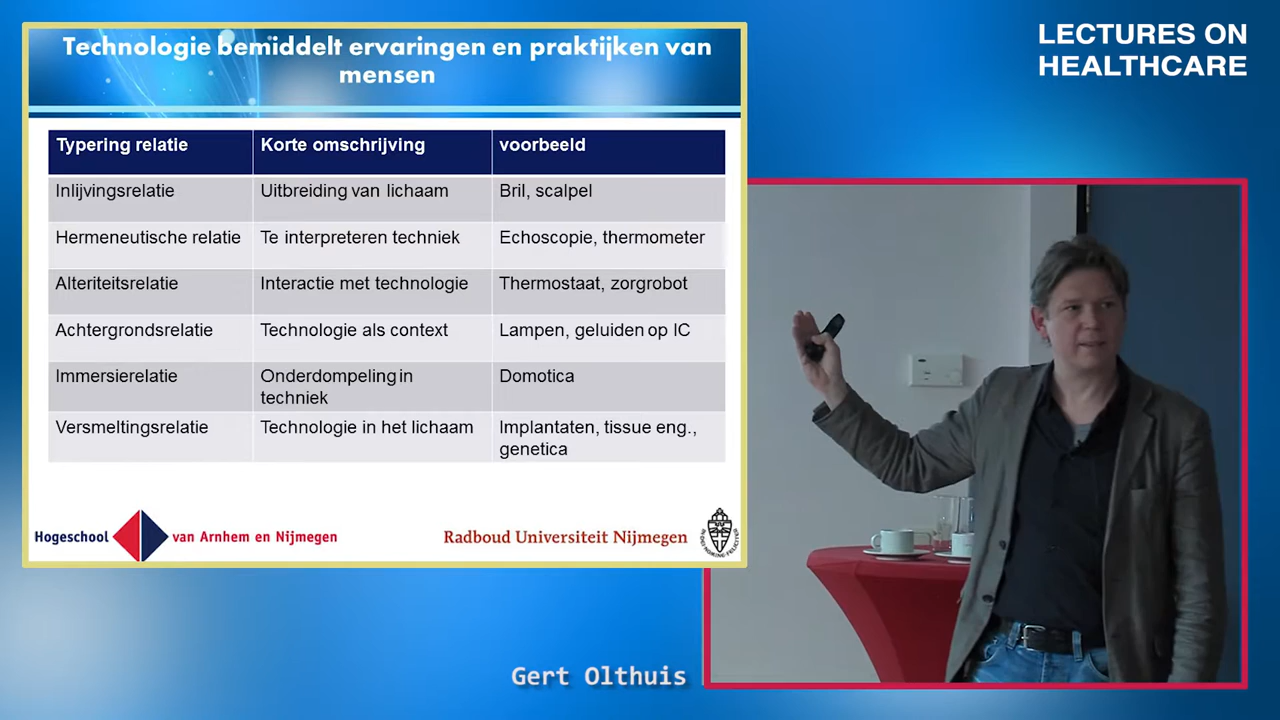 LECTURES ON
HEALTHCARE
Technologie bemiddelt ervaringen en praktijken van
mensen
Typering relatie Korte omschrijving voorbeeld
Inlijvingsrelatie Uitbreiding van lichaam Bril, scalpel
Hermeneutische relatie Te interpreteren techniek Echoscopie, thermometer
Alteriteitsrelatie Interactie met technologie Thermostaat, zorgrobot
Achtergrondsrelatie Technologie als context Lampen, geluiden op IC
Immersierelatie Onderdompeling in Domotica
techniek
Versmeltingsrelatie Technologie in het lichaam Implantaten, tissue eng.,
genetica
Hogeschool van Arnhem en Nijmegen Radboud Universiteit Nijmegen
Gert Olthuis